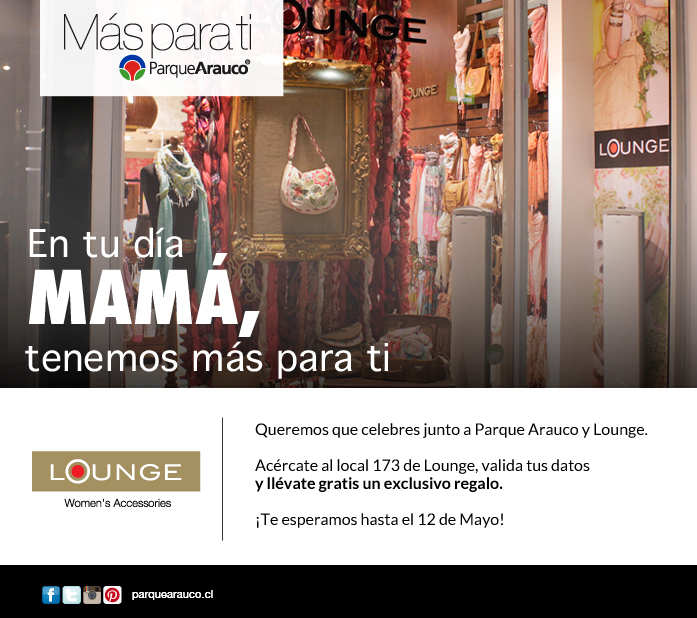 Más para ti
ParqueArauco®
LOUNGE
LOUNGE
LOUNGE
En tu día
MAMÁ,
tenemos más para ti
LOUNGE
Women's Accessories
Queremos que celebres junto a Parque Arauco y Lounge.
Acércate al local 173 de Lounge, valida tus datos
y llévate gratis un exclusivo regalo.
¡Te esperamos hasta el 12 de Mayo!
parquearauco.cl